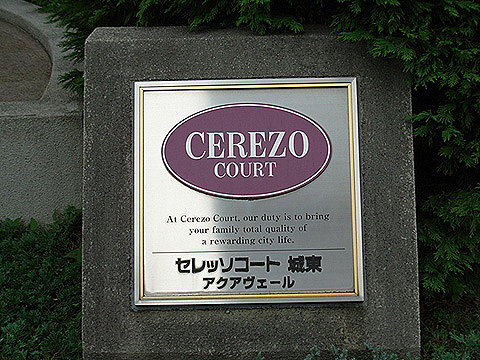 CEREZO
COURT
At Cerezo Court, our duty is to bring
your family total quality of
a rewarding city life.
セレッソコート 城東
アクアヴェール